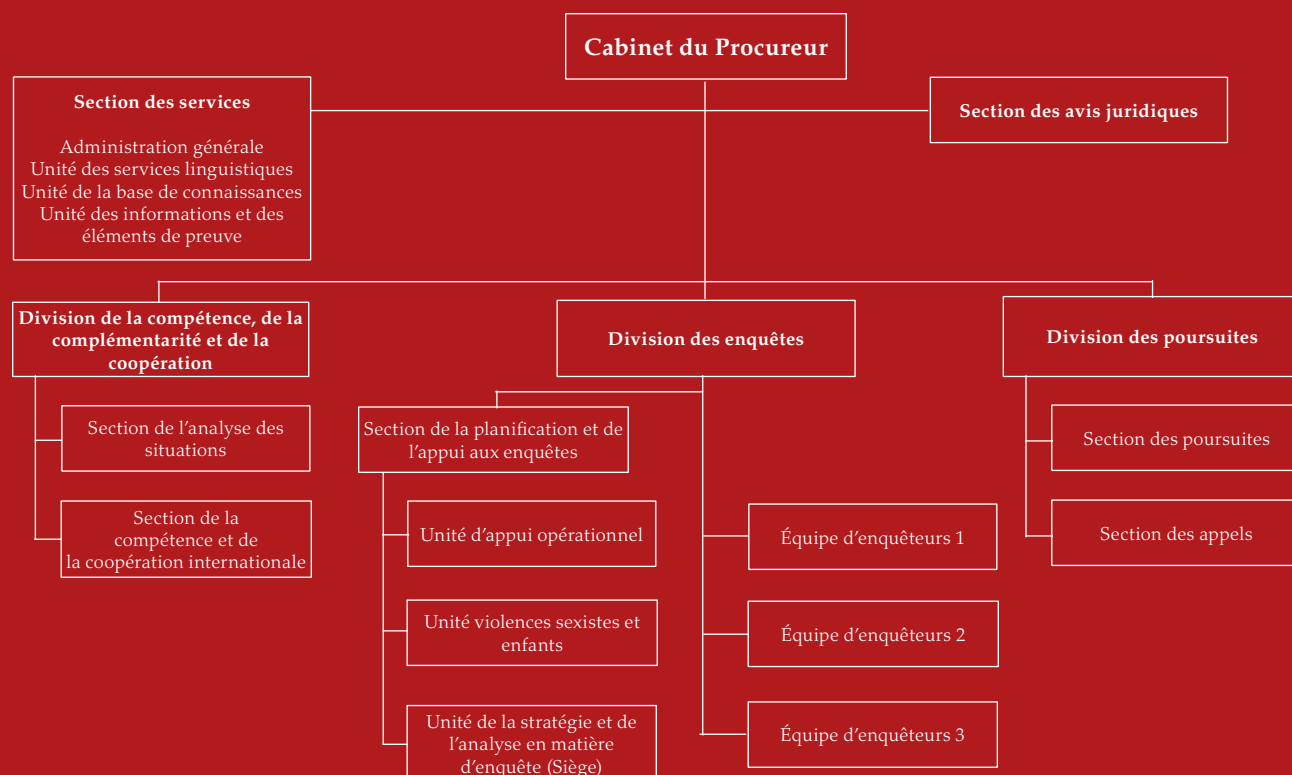 Cabinet du Procureur
Section des services
Administration générale
Unité des services linguistiques
Unité de la base de connaissances
Unité des informations et des
éléments de preuve
Section des avis juridiques
Division de la compétence, de la
complémentarité et de la
coopération
Section de l'analyse des
situations
Section de la
compétence et de
la coopération internationale
Division des enquêtes
Section de la planification et de
l'appui aux enquêtes
Unité d'appui opérationnel
Unité violences sexistes et
enfants
Unité de la stratégie et de
l'analyse en matière
d'enquête (Siège)
Équipe d'enquêteurs 1
Équipe d'enquêteurs 2
Équipe d'enquêteurs 3
Division des poursuites
Section des poursuites
Section des appels